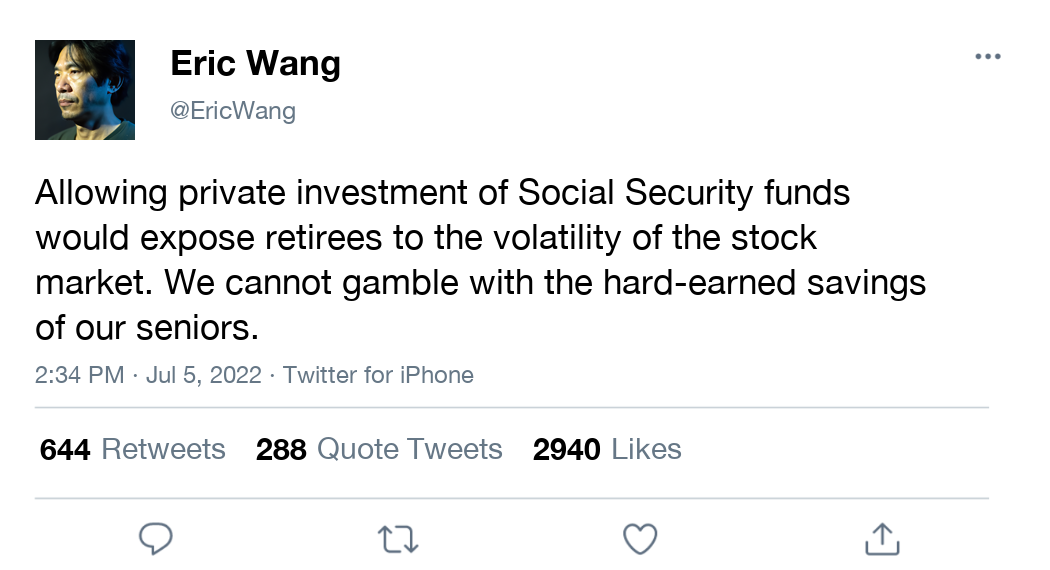 Eric Wang
@EricWang
Allowing private investment of Social Security funds
would expose retirees to the volatility of the stock
market. We cannot gamble with the hard-earned savings
of our seniors.
2:34 PM · Jul 5, 2022 · Twitter for iPhone
644 Retweets 288 Quote Tweets 2940 Likes